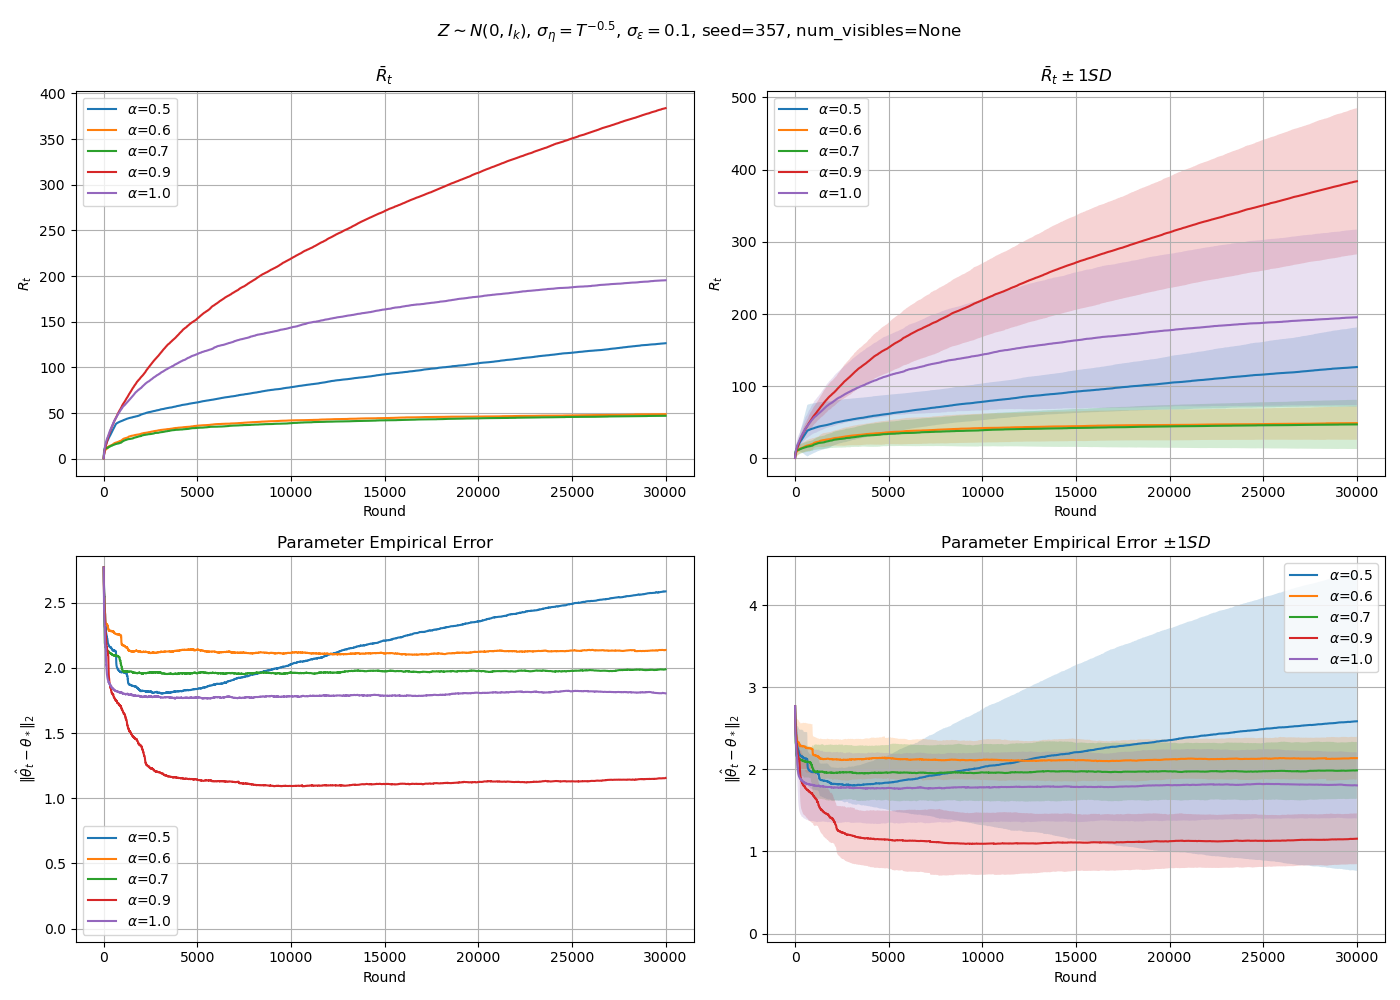 Z ~ N(0, I_k), σ_η = T^{−0.5}, σ_ε = 0.1, seed=357, num_visibles=None
R̄_t
R_t
400
350
300
250
200
150
100
50
0
α=0.5
α=0.6
α=0.7
α=0.9
α=1.0
0 5000 10000 15000 20000 25000 30000
Round
R̄_t ± 1SD
R_t
500
400
300
200
100
0
α=0.5
α=0.6
α=0.7
α=0.9
α=1.0
0 5000 10000 15000 20000 25000 30000
Round
Parameter Empirical Error
‖θ̂_t − θ_*‖_2
2.5
2.0
1.5
1.0
0.5
0.0
α=0.5
α=0.6
α=0.7
α=0.9
α=1.0
0 5000 10000 15000 20000 25000 30000
Round
Parameter Empirical Error ±1SD
‖θ̂_t − θ_*‖_2
4
3
2
1
0
α=0.5
α=0.6
α=0.7
α=0.9
α=1.0
0 5000 10000 15000 20000 25000 30000
Round